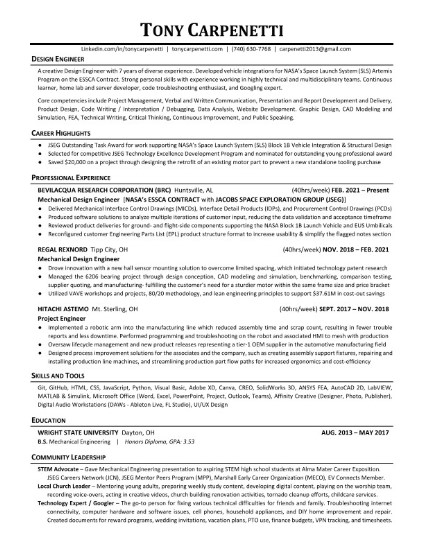 TONY CARPENETTI
Linkedin.com/in/tonycarpenetti | tonycarpenetti.com | (740) 630-7768 | carpenetti2013@gmail.com
DESIGN ENGINEER
A creative Design Engineer with 7 years of diverse experience. Developed vehicle integrations for NASA's Space Launch System (SLS) Artemis
Program on the ESSCA Contract. Strong personal skills with experience working in highly technical and multidisciplinary teams. Continuous
learner, home lab and server developer, code troubleshooting enthusiast, and Googling expert.
Core competencies include Project Management, Verbal and Written Communication, Presentation and Report Development and Delivery,
Product Design, Code Writing / Interpretation / Debugging, Data Analysis, Website Development. Graphic Design, CAD Modeling and
Simulation, FEA, Technical Writing, Critical Thinking, Continuous Improvement, and Public Speaking.
CAREER HIGHLIGHTS
● JSEG Outstanding Task Award for work supporting NASA's Space Launch System (SLS) Block 1B Vehicle Integration & Structural Design
● Selected for competitive JSEG Technology Excellence Development Program and nominated for outstanding young professional award
● Saved $20,000 on a project through designing the retrofit of an existing motor part to prevent a new standalone tooling purchase
PROFESSIONAL EXPERIENCE
BEVILACQUA RESEARCH CORPORATION (BRC) Huntsville, AL (40hrs/week) FEB. 2021 – Present
Mechanical Design Engineer [NASA's ESSCA CONTRACT with JACOBS SPACE EXPLORATION GROUP (JSEG)]
● Delivered Mechanical Interface Control Drawings (MICDs), Interface Detail Protocols (IDPs), and Procurement Control Drawings (PCDs)
● Produced software solutions to analyze multiple iterations of customer input, reducing the data validation and acceptance timeframe
● Reviewed product deliveries for ground- and flight-side components supporting the NASA Block 1B Launch Vehicle and EUS Umbilicals
● Reconfigured customer Engineering Parts List (EPL) product structure format to increase usability & simplify the flagged notes section
REGAL REXNORD Tipp City, OH (40hrs/week) NOV. 2018 – FEB. 2021
Mechanical Design Engineer
● Drove innovation with a new hall sensor mounting solution to overcome limited spacing, which initiated technology patent research
● Managed the 6206 bearing project through design conception, CAD modeling and simulation, benchmarking, comparison testing,
supplier quoting, and manufacturing- fulfilling the customer's need for a sturdier motor within the same frame size and price bracket
● Utilized VAVE workshops and projects, 80/20 methodology, and lean engineering principles to support $37.61M in cost-out savings
HITACHI ASTEMO Mt. Sterling, OH (40hrs/week) SEPT. 2017 – NOV. 2018
Project Engineer
● Implemented a robotic arm into the manufacturing line which reduced assembly time and scrap count, resulting in fewer trouble
reports and less downtime. Performed programming and troubleshooting on the robot and associated HMI to mesh with throughput
● Oversaw lifecycle management and new product releases representing a tier-1 OEM supplier in the automotive manufacturing field
● Designed process improvement solutions for the associates and the company, such as creating assembly support fixtures, repairing and
installing production line machines, and streamlining production part flow paths for increased ergonomics and cost-efficiency
SKILLS AND TOOLS
Git, GitHub, HTML, CSS, JavaScript, Python, Visual Basic, Adobe XD, Canva, CREO, SolidWorks 3D, ANSYS FEA, AutoCAD 2D, LabVIEW,
MATLAB & Simulink, Microsoft Office (Excel, Word, PowerPoint, Project, Outlook, Teams), Affinity Creative (Designer, Photo, Publisher),
Digital Audio Workstations (DAWs - Ableton Live, FL Studio), UI/UX Design
EDUCATION
WRIGHT STATE UNIVERSITY Dayton, OH AUG. 2013 – MAY 2017
B.S. Mechanical Engineering | Honors Diploma, GPA: 3.53
COMMUNITY LEADERSHIP
STEM Advocate – Gave Mechanical Engineering presentation to aspiring STEM high school students at Alma Mater Career Exposition.
JSEG Careers NetWork (JCN), JSEG Mentor Peers Program (MPP), Marshall Early Career Organization (MECO), EV Connects Member.
Local Church Leader – Mentoring young adults, preparing weekly study content, developing digital content, playing in the worship team,
recording voice-overs, acting in creative videos, church building renovation activities, tornado cleanup efforts, childcare services.
Technology Expert / Googler – The go-to person for fixing various technical difficulties for friends and family. Troubleshooting internet
connectivity, computer hardware and software issues, cell phones, household appliances, and DIY home improvement tasks.
Created documents for reward programs, wedding invitations, vacation plans, PTO use, finance budgets, VPN tracking, and timesheets.